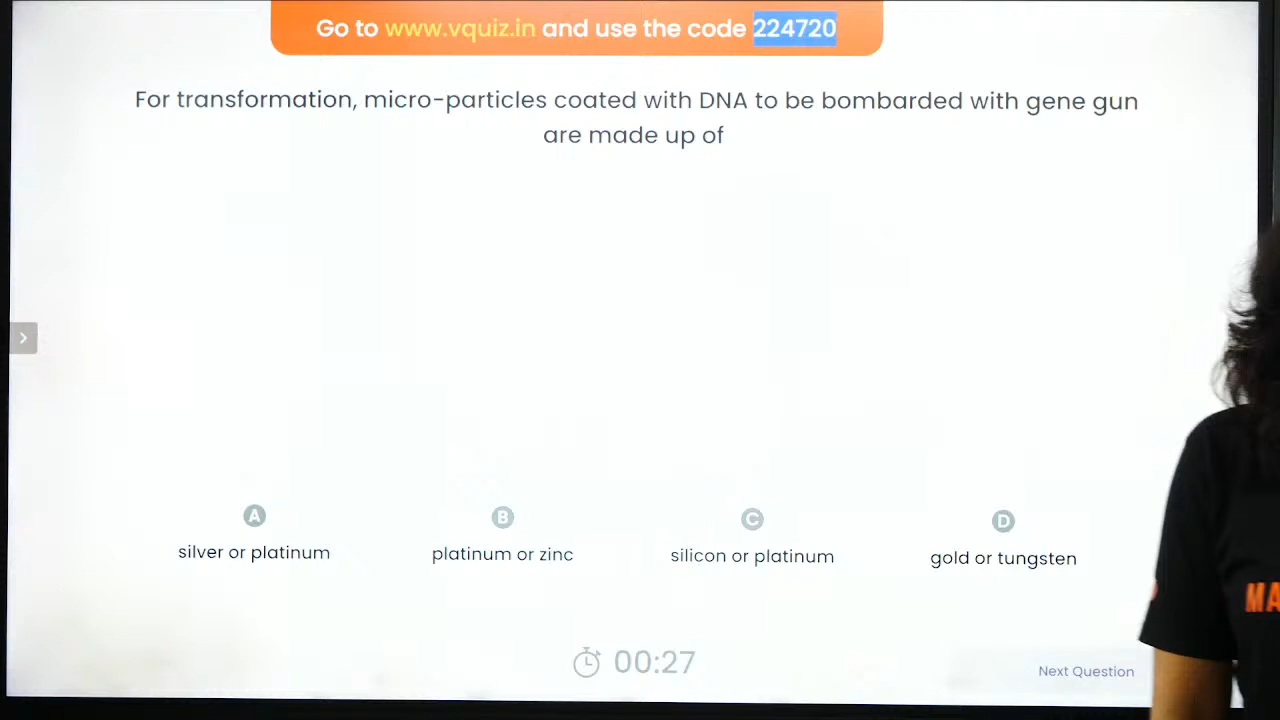 Go to www.vquiz.in and use the code 224720
For transformation, micro-particles coated with DNA to be bombarded with gene gun
are made up of
A
B
C
D
silver or platinum
platinum or zinc
silicon or platinum
gold or tungsten
MA
00:27
Next Question